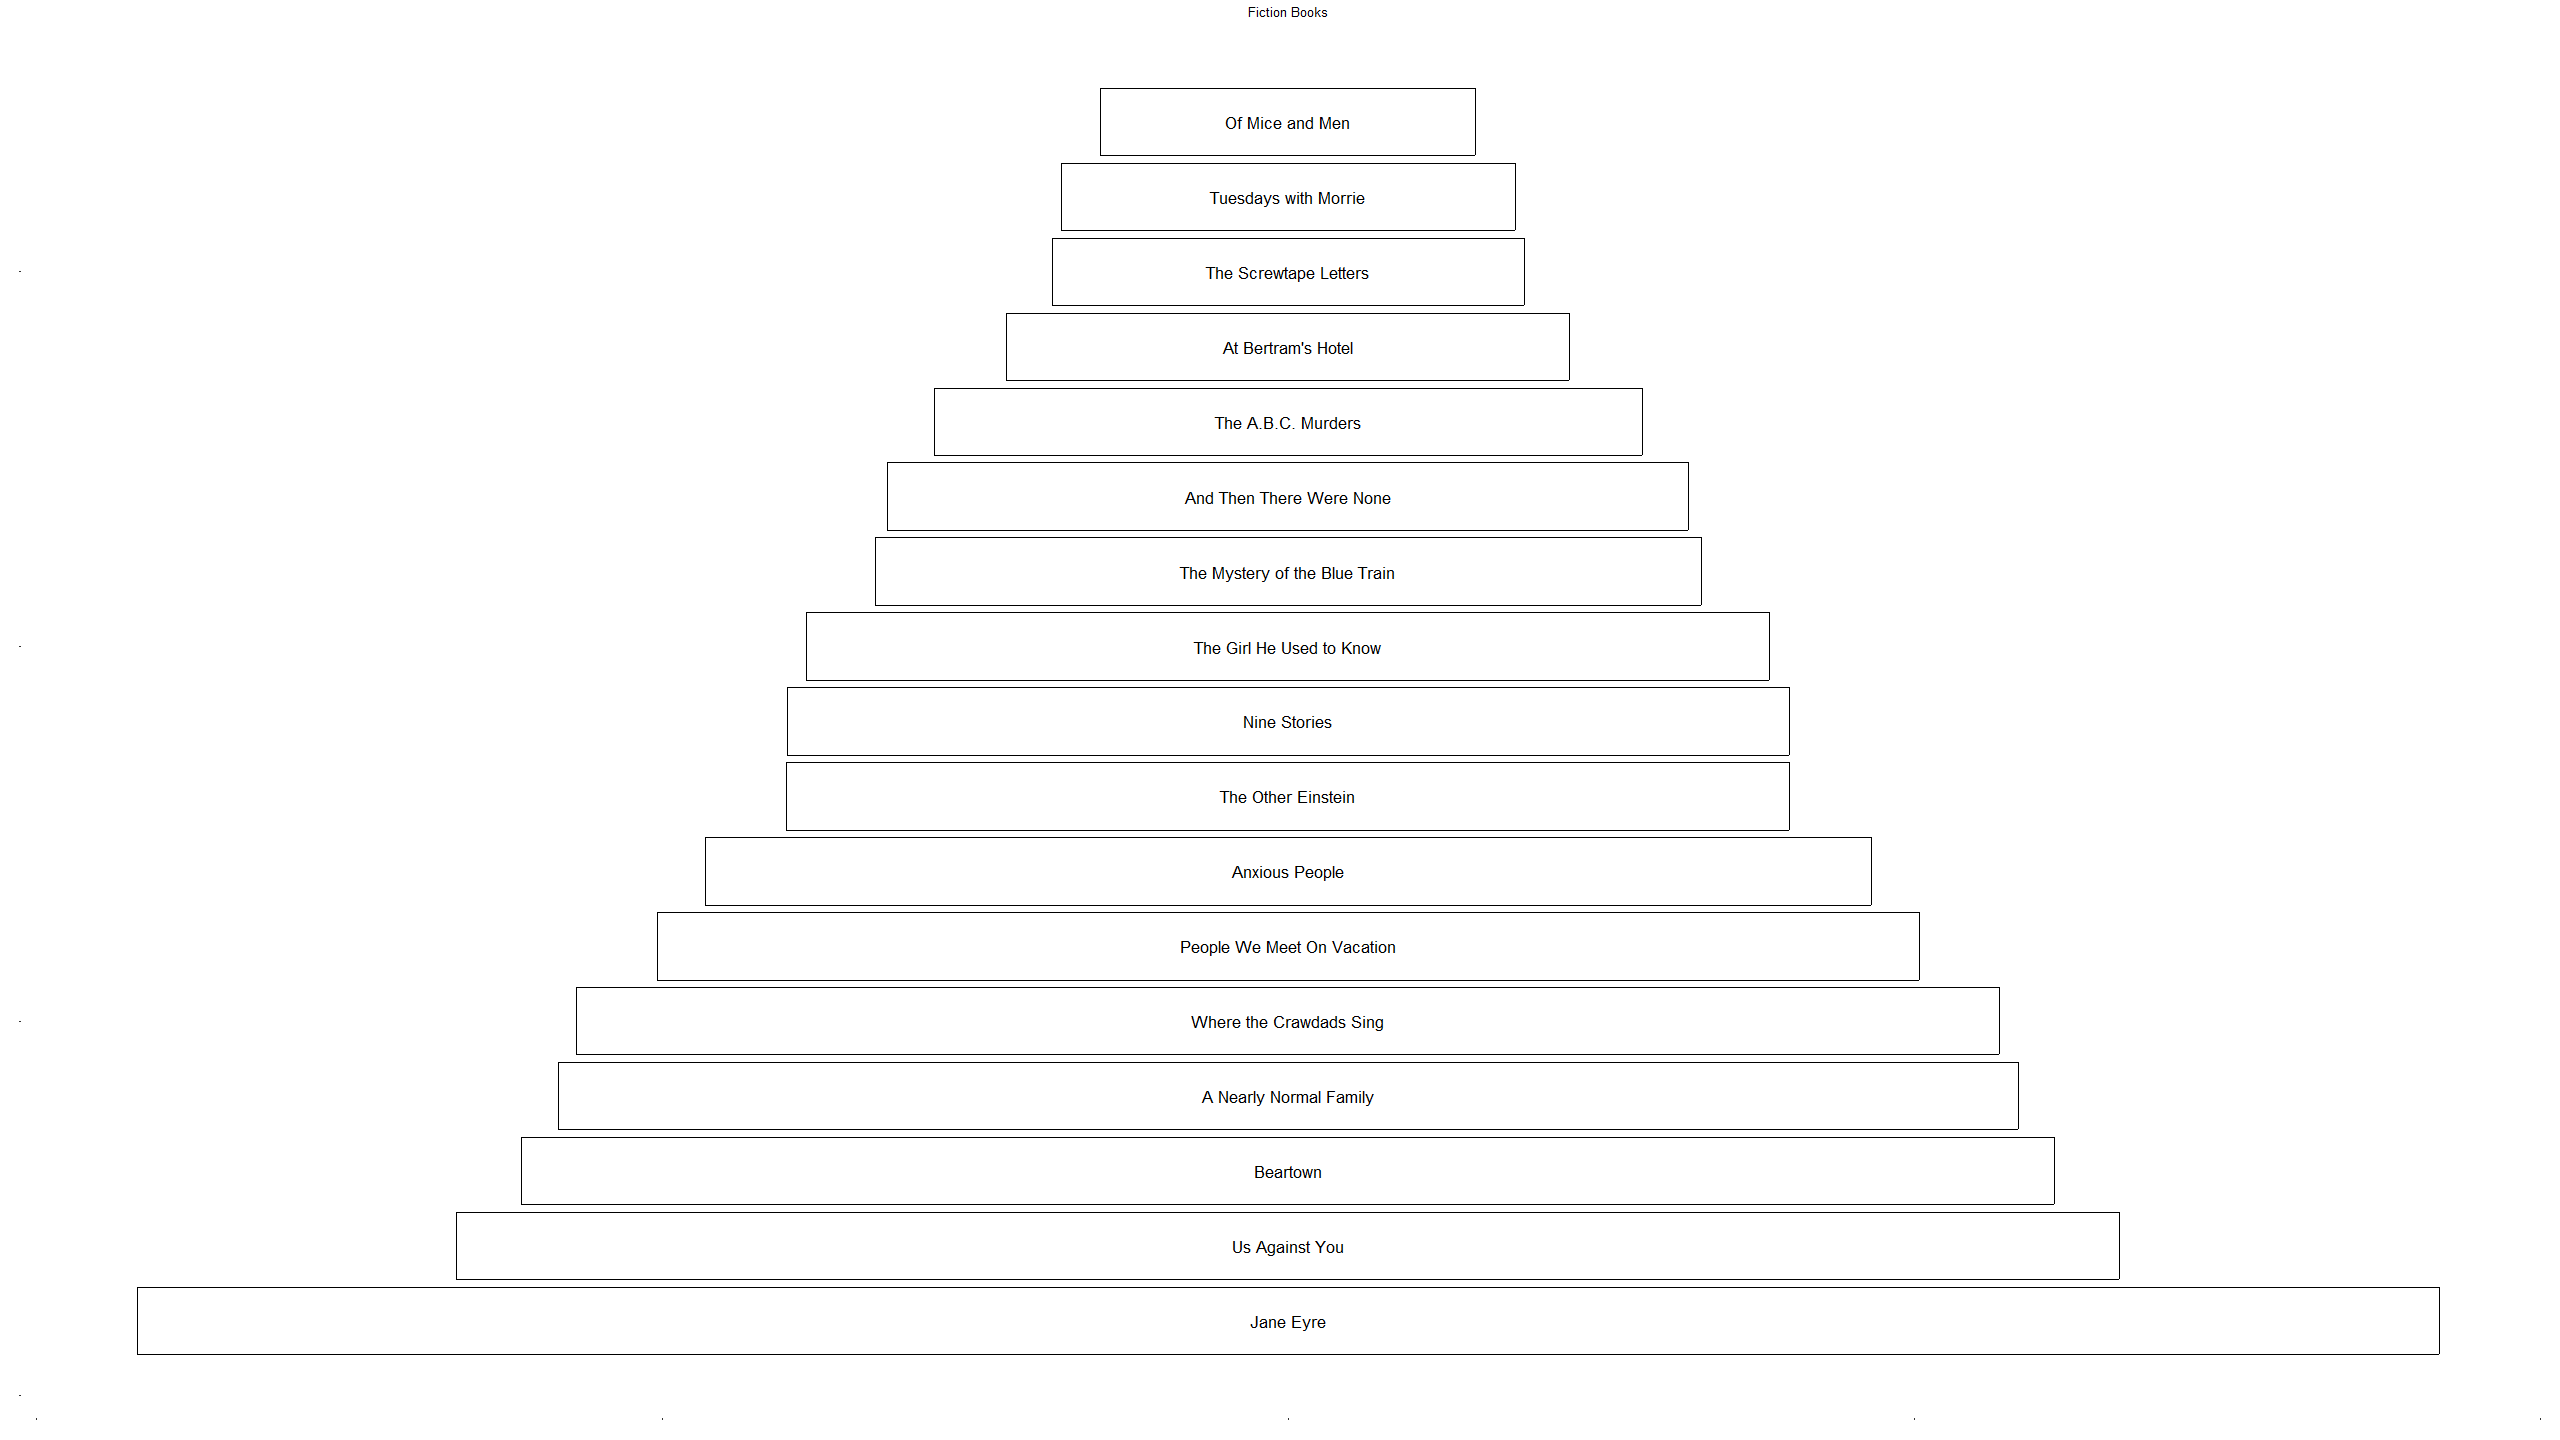 Fiction Books
Of Mice and Men
Tuesdays with Morrie
The Screwtape Letters
At Bertram's Hotel
The A.B.C. Murders
And Then There Were None
The Mystery of the Blue Train
The Girl He Used to Know
Nine Stories
The Other Einstein
Anxious People
People We Meet On Vacation
Where the Crawdads Sing
A Nearly Normal Family
Beartown
Us Against You
Jane Eyre